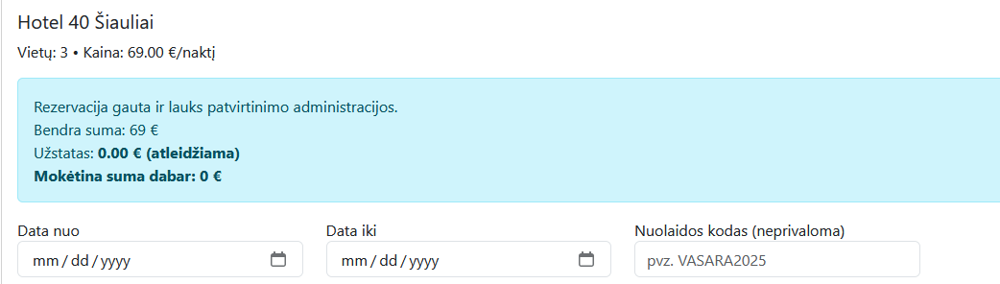 Hotel 40 Šiauliai
Vietų: 3 • Kaina: 69.00 €/naktį
Rezervacija gauta ir lauks patvirtinimo administracijos.
Bendra suma: 69 €
Užstatas: 0.00 € (atleidžiama)
Mokėtina suma dabar: 0 €
Data nuo Data iki Nuolaidos kodas (neprivaloma)
mm/dd/yyyy mm/dd/yyyy pvz. VASARA2025